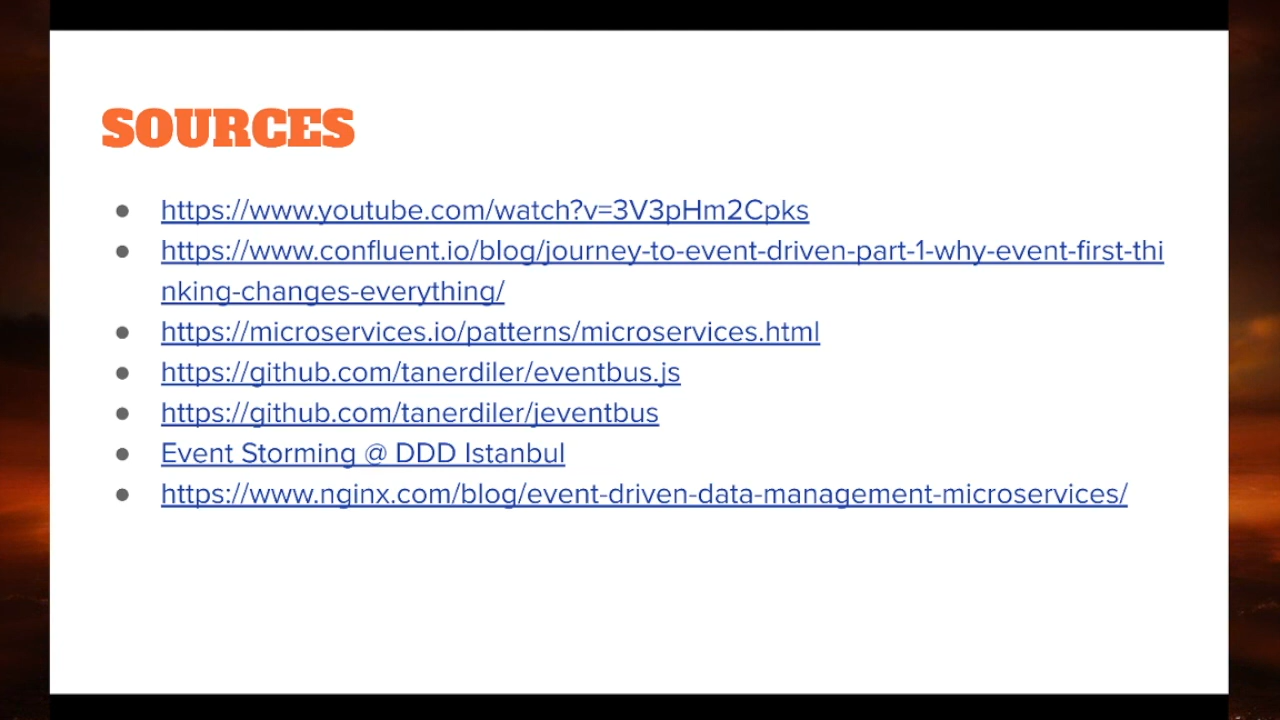 SOURCES
https://www.youtube.com/watch?v=3V3pHm2Cpks
https://www.confluent.io/blog/journey-to-event-driven-part-1-why-event-first-thi
nking-changes-everything/
https://microservices.io/patterns/microservices.html
https://github.com/tanerdiler/eventbus.js
https://github.com/tanerdiler/jeventbus
Event Storming @ DDD Istanbul
https://www.nginx.com/blog/event-driven-data-management-microservices/